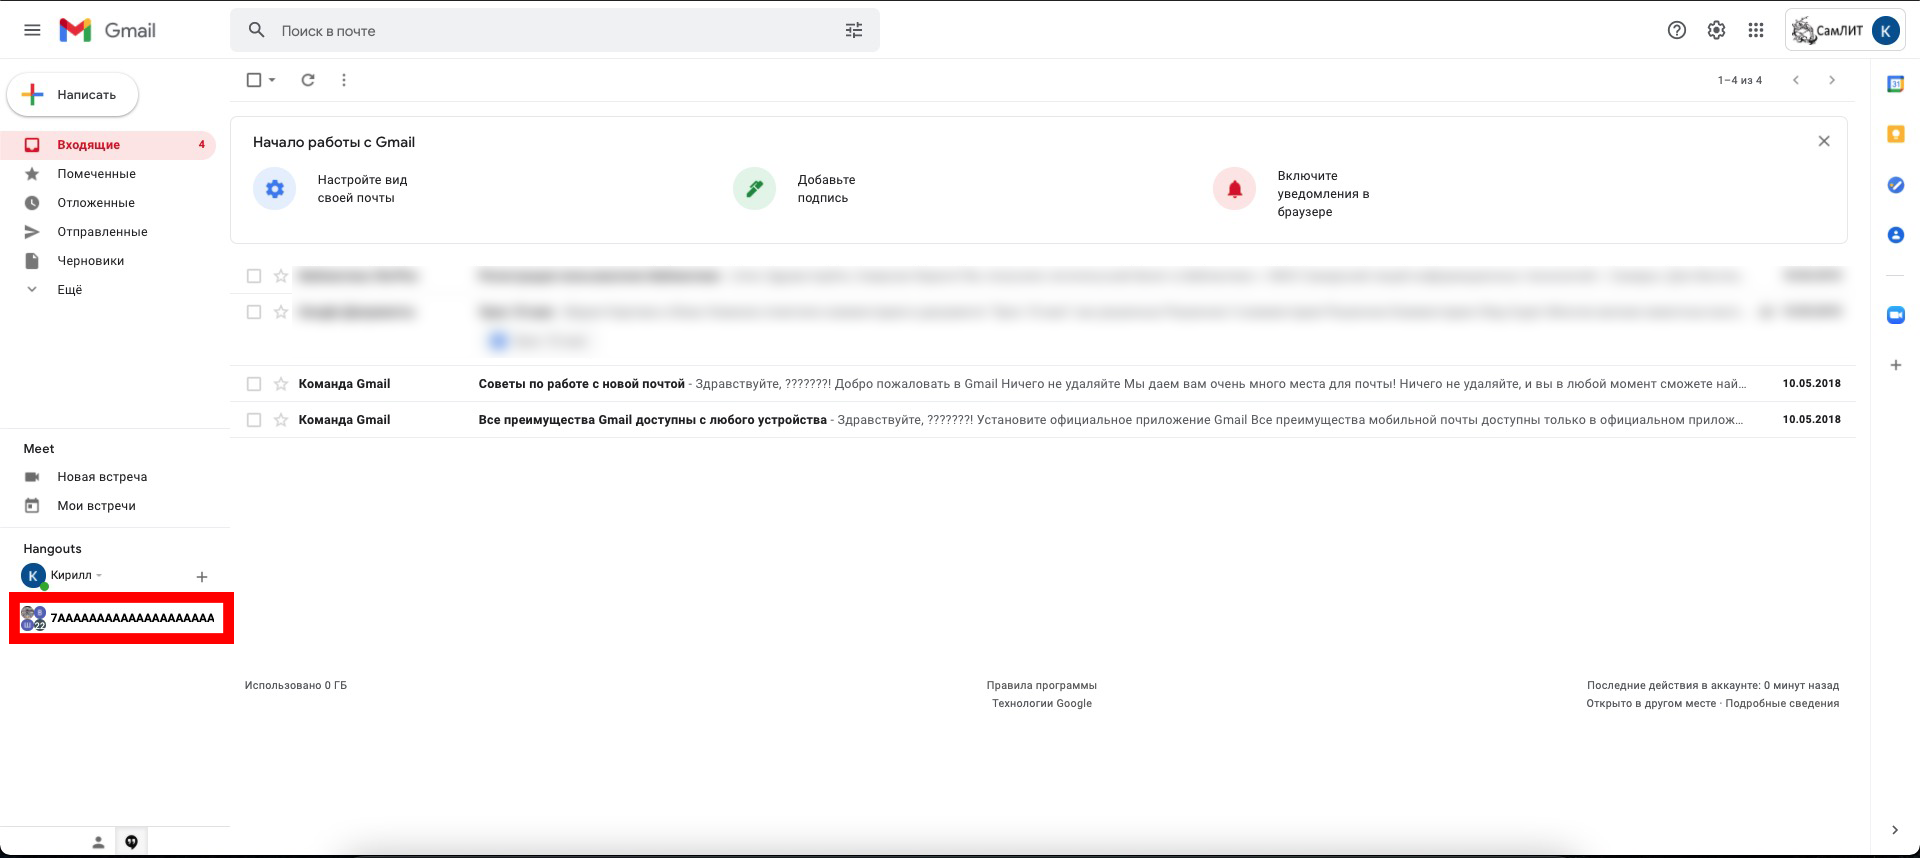 Gmail
Поиск в почте
СамЛИТ
K
Написать
1–4 из 4
31
Входящие 4
Помеченные
Отложенные
Отправленные
Черновики
Ещё
Начало работы с Gmail
Настройте вид
своей почты
Добавьте
подпись
Включите
уведомления в
браузере
Команда Gmail Советы по работе с новой почтой - Здравствуйте, ???????! Добро пожаловать в Gmail Ничего не удаляйте Мы даем вам очень много места для почты! Ничего не удаляйте, и вы в любой момент сможете най... 10.05.2018
Команда Gmail Все преимущества Gmail доступны с любого устройства - Здравствуйте, ???????! Установите официальное приложение Gmail Все преимущества мобильной почты доступны только в официальном прилож... 10.05.2018
Meet
Новая встреча
Мои встречи
Hangouts
K Кирилл
22 7АААААААААААААААААААА
Использовано 0 ГБ
Правила программы
Технологии Google
Последние действия в аккаунте: 0 минут назад
Открыто в другом месте · Подробные сведения